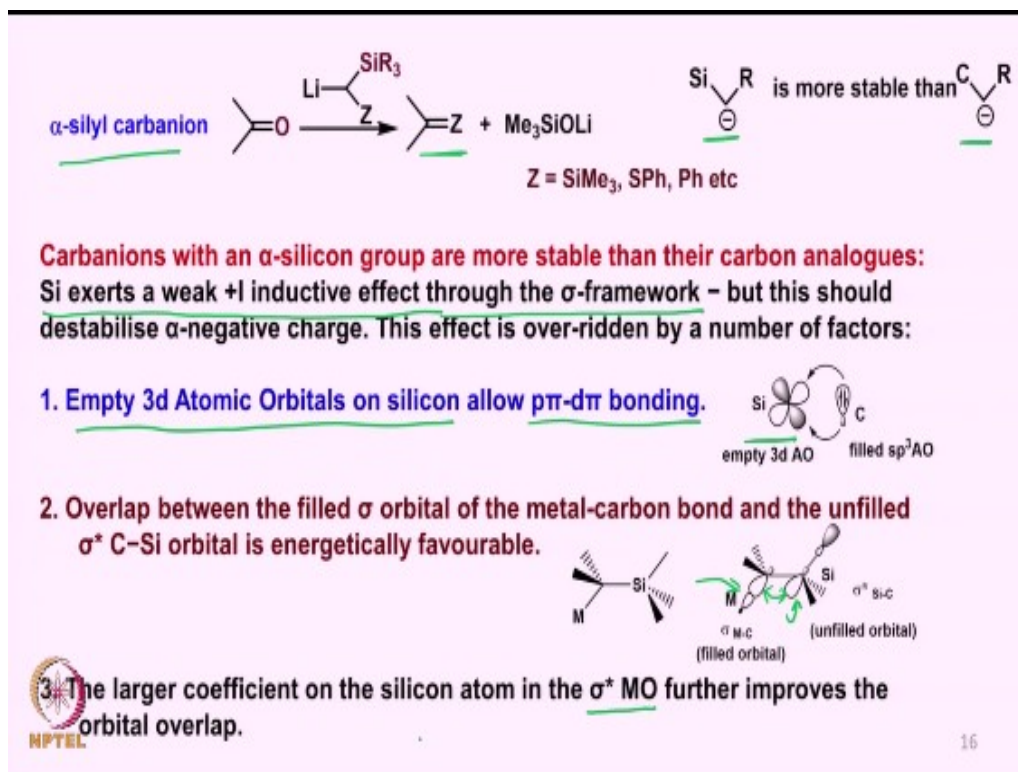 SiR₃
Li
Z
α-silyl carbanion
O
Z + Me₃SiOLi
Z = SiMe₃, SPh, Ph etc
Si R is more stable than C R
⊖ ⊖
Carbanions with an α-silicon group are more stable than their carbon analogues:
Si exerts a weak +I inductive effect through the σ-framework – but this should
destabilise α-negative charge. This effect is over-ridden by a number of factors:
1. Empty 3d Atomic Orbitals on silicon allow pπ-dπ bonding.
Si C
empty 3d AO filled sp³AO
2. Overlap between the filled σ orbital of the metal-carbon bond and the unfilled
σ* C–Si orbital is energetically favourable.
Si
M
M Si
σ* Si-C
σ M-C
(unfilled orbital)
(filled orbital)
3. The larger coefficient on the silicon atom in the σ* MO further improves the
orbital overlap.
NPTEL
16